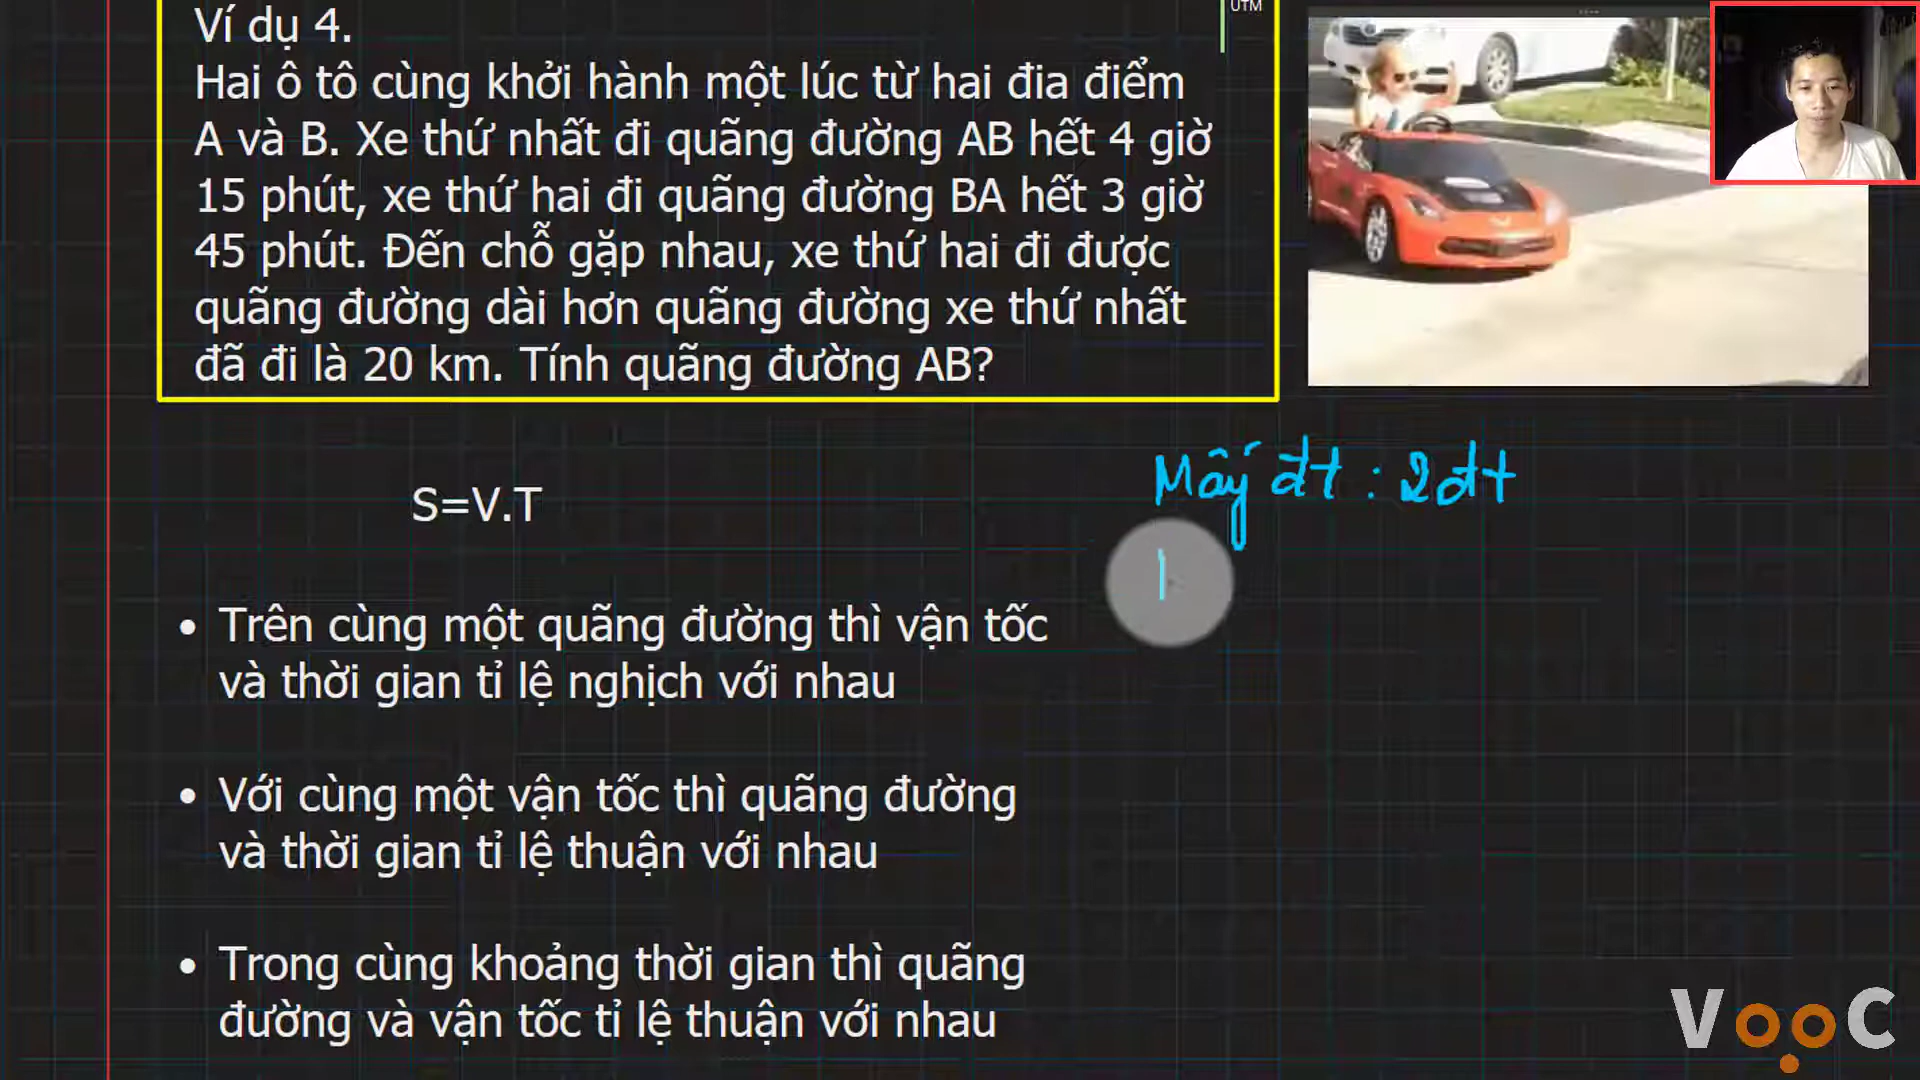 Ví dụ 4.
UTM
Hai ô tô cùng khởi hành một lúc từ hai đia điểm
A và B. Xe thứ nhất đi quãng đường AB hết 4 giờ
15 phút, xe thứ hai đi quãng đường BA hết 3 giờ
45 phút. Đến chỗ gặp nhau, xe thứ hai đi được
quãng đường dài hơn quãng đường xe thứ nhất
đã đi là 20 km. Tính quãng đường AB?
Mấy đt : 2đt
S=V.T
• Trên cùng một quãng đường thì vận tốc
và thời gian tỉ lệ nghịch với nhau
• Với cùng một vận tốc thì quãng đường
và thời gian tỉ lệ thuận với nhau
• Trong cùng khoảng thời gian thì quãng
đường và vận tốc tỉ lệ thuận với nhau
VooC